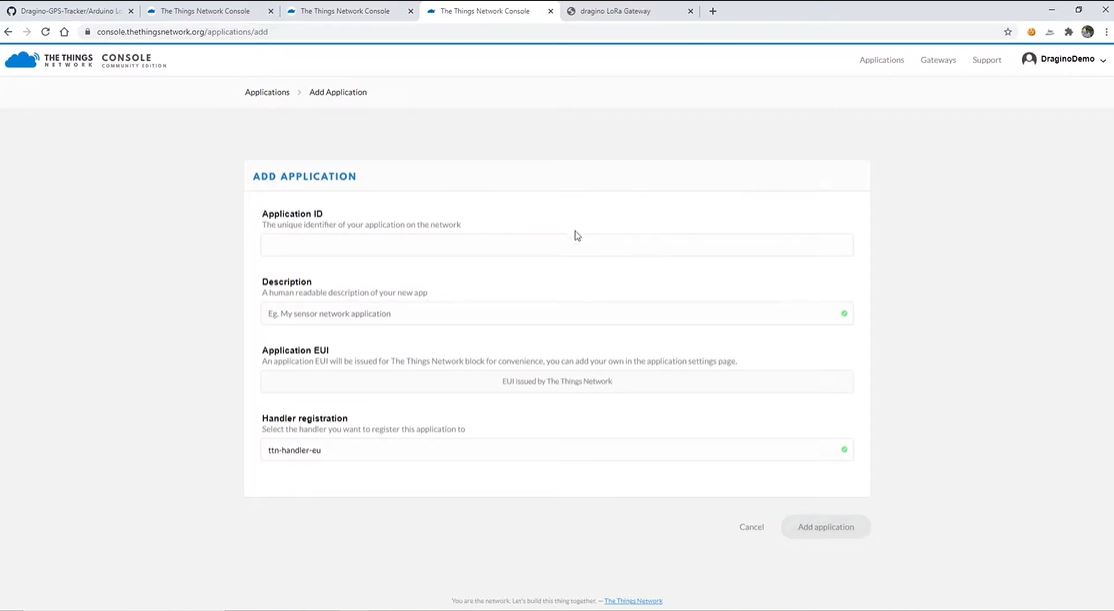 Dragino-GPS-Tracker/Arduino Lo
The Things Network Console
The Things Network Console
The Things Network Console
dragino LoRa Gateway
console.thethingsnetwork.org/applications/add
THE THINGS
NETWORK
CONSOLE
COMMUNITY EDITION
Applications
Gateways
Support
DraginoDemo
Applications > Add Application
ADD APPLICATION
Application ID
The unique identifier of your application on the network
Description
A human readable description of your new app
Eg. My sensor network application
Application EUI
An application EUI will be issued for The Things Network block for convenience, you can add your own in the application settings page.
EUI issued by The Things Network
Handler registration
Select the handler you want to register this application to
ttn-handler-eu
Cancel
Add application
You are the network. Let's build this thing together. — The Things Network